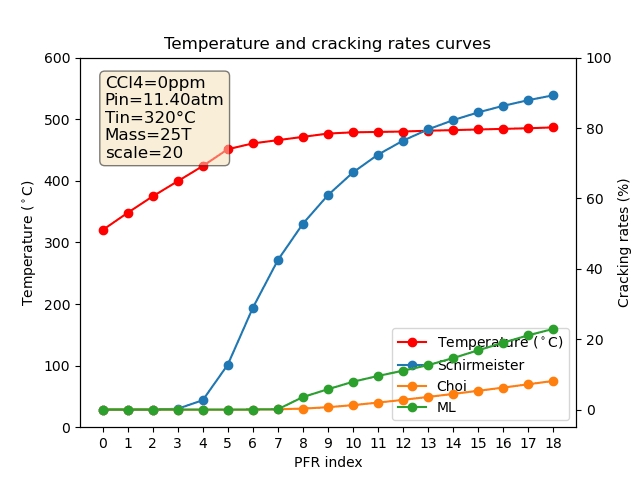 Temperature and cracking rates curves
CCl4=0ppm
Pin=11.40atm
Tin=320°C
Mass=25T
scale=20
600
500
400
300
200
100
0
Temperature (°C)
100
80
60
40
20
0
Cracking rates (%)
Temperature (°C)
Schirmeister
Choi
ML
0 1 2 3 4 5 6 7 8 9 10 11 12 13 14 15 16 17 18
PFR index